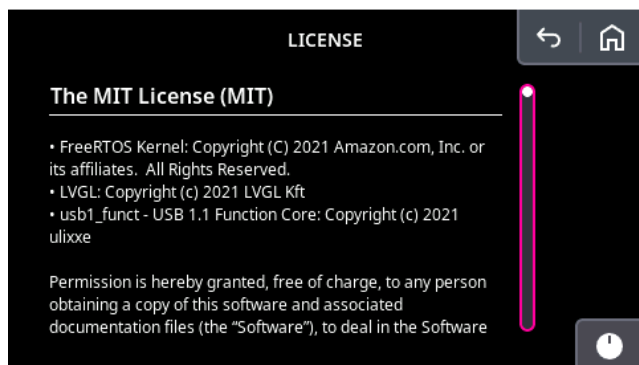 LICENSE
The MIT License (MIT)
• FreeRTOS Kernel: Copyright (C) 2021 Amazon.com, Inc. or
its affiliates.  All Rights Reserved.
• LVGL: Copyright (c) 2021 LVGL Kft
• usb1_funct - USB 1.1 Function Core: Copyright (c) 2021
ulixxe
Permission is hereby granted, free of charge, to any person
obtaining a copy of this software and associated
documentation files (the “Software”), to deal in the Software